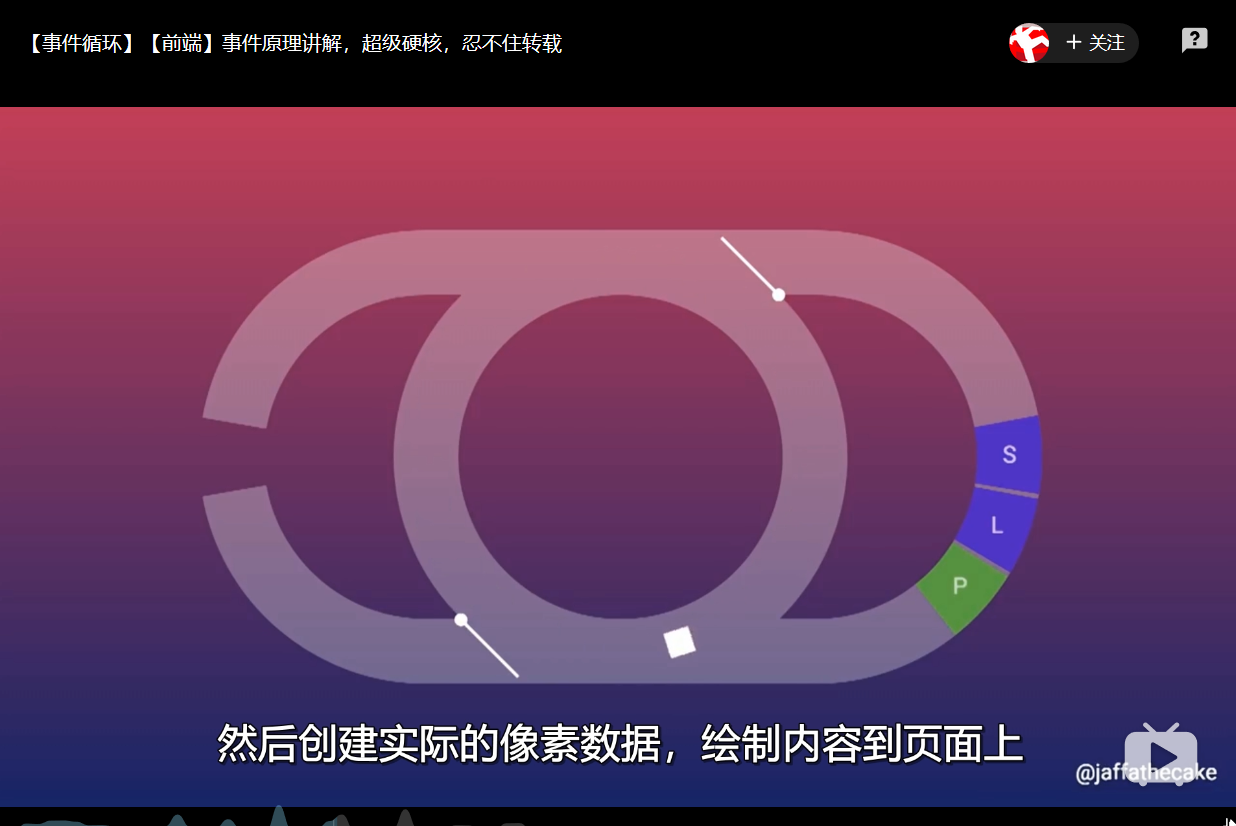 【事件循环】【前端】事件原理讲解，超级硬核，忍不住转载
+ 关注
?
S
L
P
然后创建实际的像素数据，绘制内容到页面上
@jaffathecake